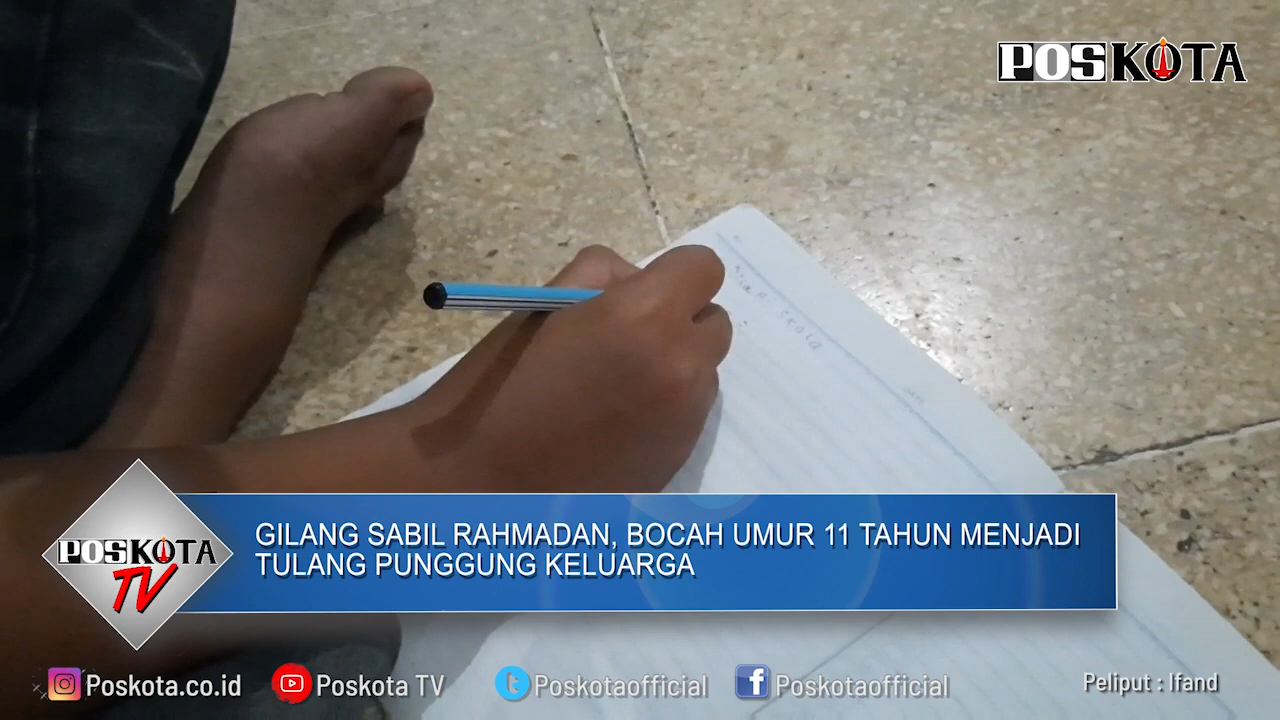 POSKOTA
GILANG SABIL RAHMADAN, BOCAH UMUR 11 TAHUN MENJADI
TULANG PUNGGUNG KELUARGA
POSKOTA
TV
Poskota.co.id
Poskota TV
Poskotaofficial
Poskotaofficial
Peliput : Ifand